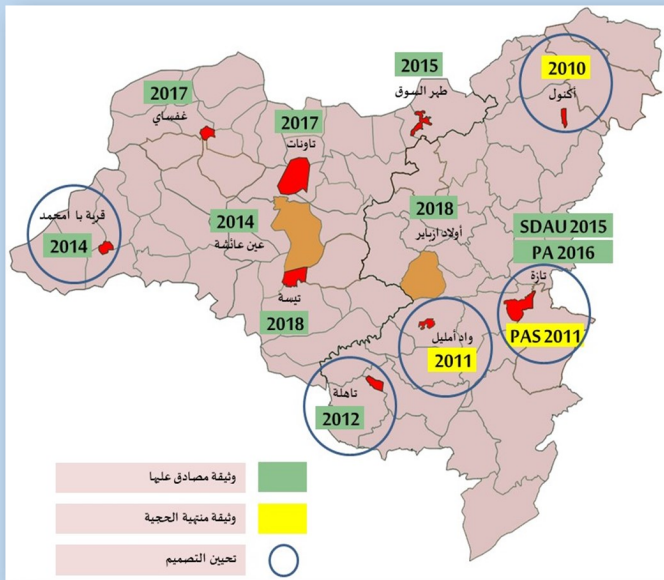 2010
أكنول
2015
طهر السوق
2017
غفساي
2017
تاونات
2018
أولاد ازباير
2014
عين عائشة
قرية با امحمد
2014
SDAU 2015
PA 2016
تازة
PAS 2011
تيسة
2018
واد أمليل
2011
تاهلة
2012
وثيقة مصادق عليها
وثيقة منتهية الحجية
تحيين التصميم